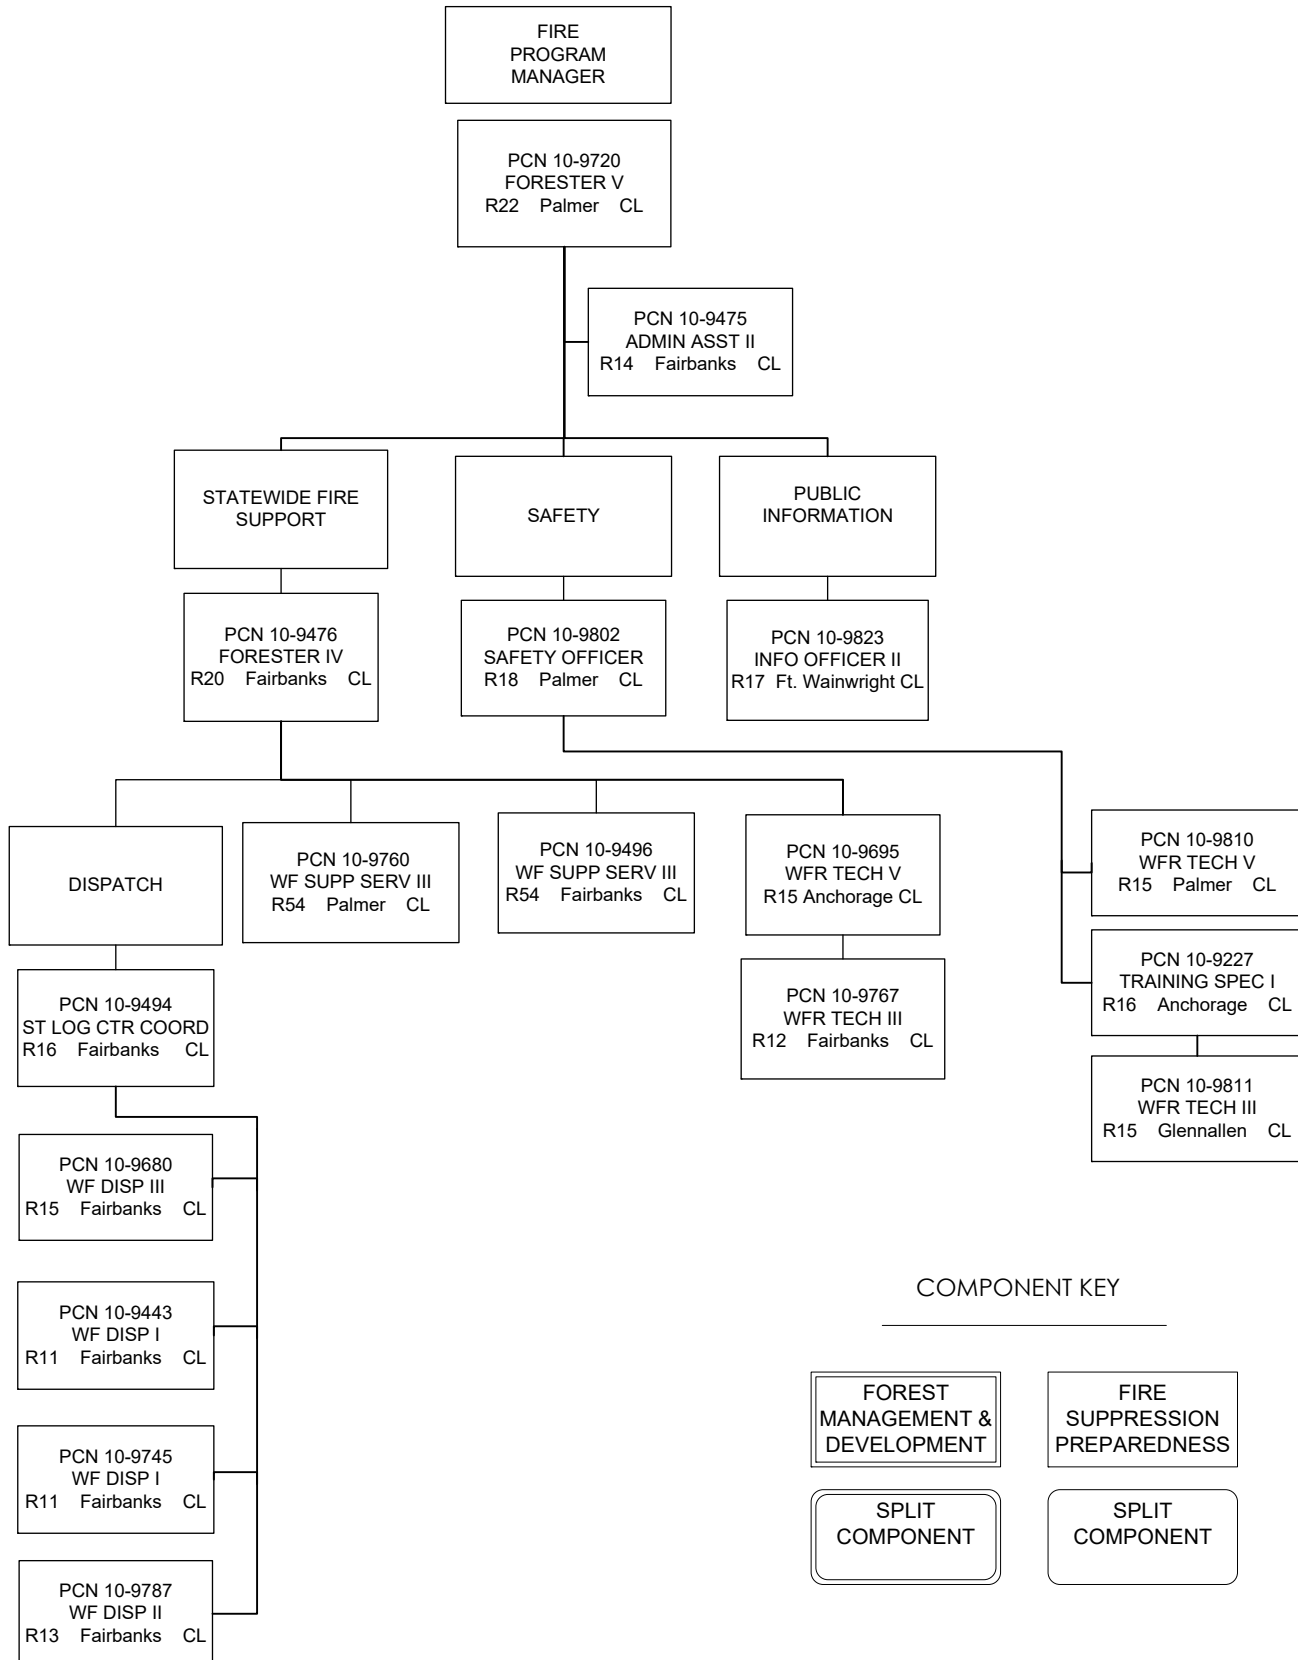 FIRE
PROGRAM
MANAGER
PCN 10-9720
FORESTER V
R22 Palmer CL
PCN 10-9475
ADMIN ASST II
R14 Fairbanks CL
STATEWIDE FIRE
SUPPORT
SAFETY
PUBLIC
INFORMATION
PCN 10-9476
FORESTER IV
R20 Fairbanks CL
PCN 10-9802
SAFETY OFFICER
R18 Palmer CL
PCN 10-9823
INFO OFFICER II
R17 Ft. Wainwright CL
DISPATCH
PCN 10-9760
WF SUPP SERV III
R54 Palmer CL
PCN 10-9496
WF SUPP SERV III
R54 Fairbanks CL
PCN 10-9695
WFR TECH V
R15 Anchorage CL
PCN 10-9810
WFR TECH V
R15 Palmer CL
PCN 10-9494
ST LOG CTR COORD
R16 Fairbanks CL
PCN 10-9767
WFR TECH III
R12 Fairbanks CL
PCN 10-9227
TRAINING SPEC I
R16 Anchorage CL
PCN 10-9811
WFR TECH III
R15 Glennallen CL
PCN 10-9680
WF DISP III
R15 Fairbanks CL
PCN 10-9443
WF DISP I
R11 Fairbanks CL
PCN 10-9745
WF DISP I
R11 Fairbanks CL
PCN 10-9787
WF DISP II
R13 Fairbanks CL
COMPONENT KEY
FOREST
MANAGEMENT &
DEVELOPMENT
FIRE
SUPPRESSION
PREPAREDNESS
SPLIT
COMPONENT
SPLIT
COMPONENT